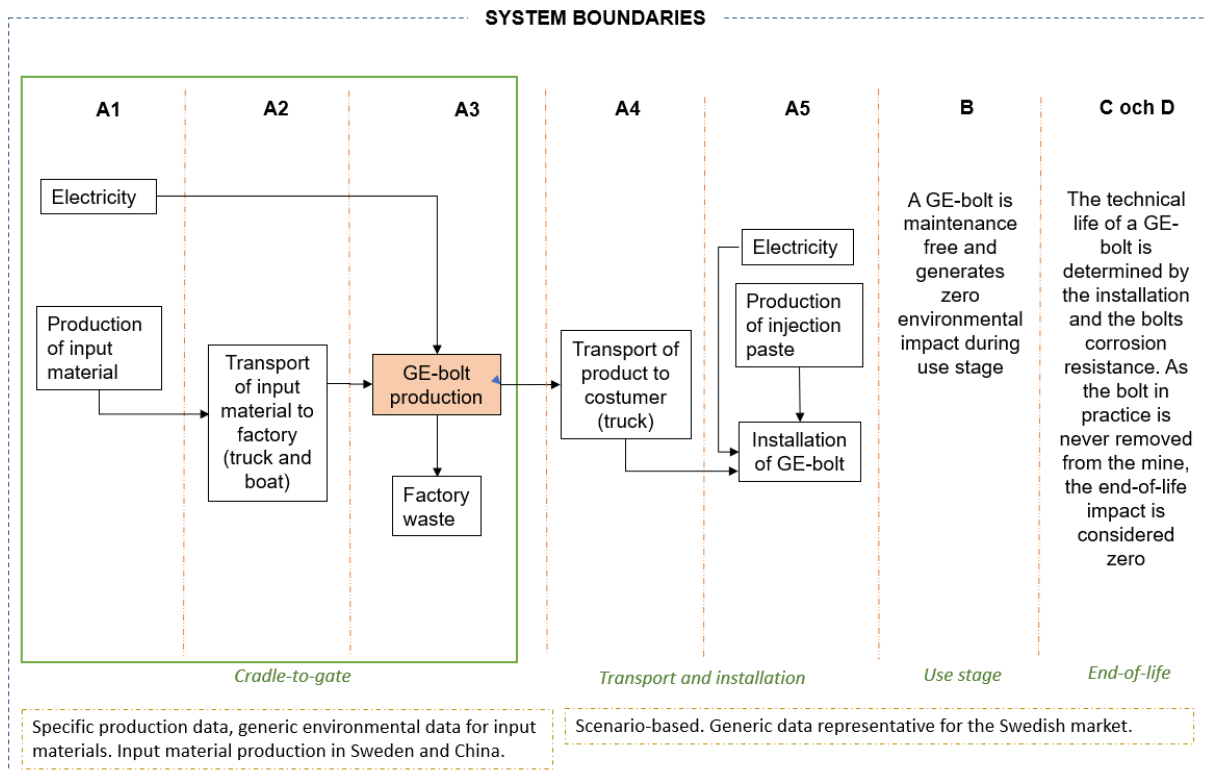 SYSTEM BOUNDARIES
A1
A2
A3
A4
A5
B
C och D
Electricity
Production
of input
material
Transport
of input
material to
factory
(truck and
boat)
GE-bolt
production
Factory
waste
Transport of
product to
costumer
(truck)
Electricity
Production
of injection
paste
Installation
of GE-bolt
A GE-bolt is
maintenance
free and
generates
zero
environmental
impact during
use stage
The technical
life of a GE-
bolt is
determined by
the installation
and the bolts
corrosion
resistance. As
the bolt in
practice is
never removed
from the mine,
the end-of-life
impact is
considered
zero
Cradle-to-gate
Transport and installation
Use stage
End-of-life
Specific production data, generic environmental data for input
materials. Input material production in Sweden and China.
Scenario-based. Generic data representative for the Swedish market.